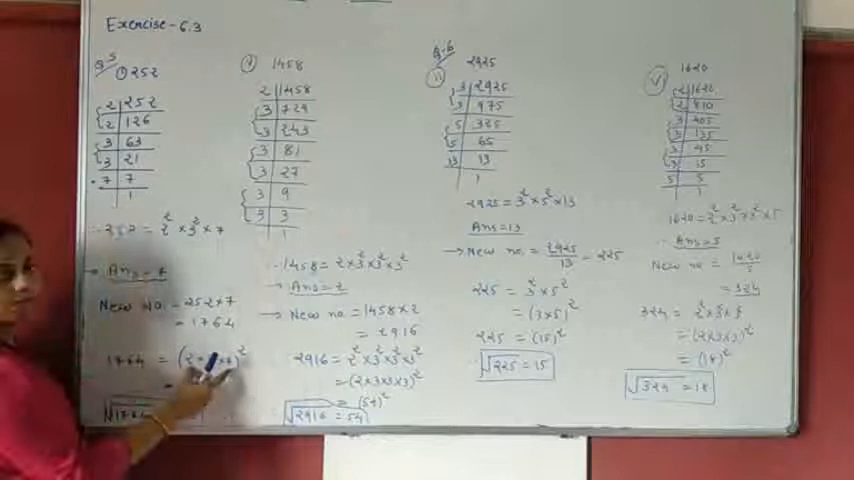 Exercise-6.3
Q.5
i) 252
2 | 252
2 | 126
3 | 63
3 | 21
7 | 7
1
252 = 2² × 3² × 7
Ans = 7
New no. = 252×7
= 1764
1764 = (2× ×7)²
=
√1764
v) 1458
2 | 1458
3 | 729
3 | 243
3 | 81
3 | 27
3 | 9
3 | 3
1
∴ 1458 = 2×3²×3²×3²
∴ Ans = 2
→ New no = 1458×2
= 2916
2916 = 2²×3²×3²×3²
= (2×3×3×3)²
= (54)²
√2916 = 54
Q.6
ii) 2925
3 | 2925
3 | 975
5 | 325
5 | 65
13 | 13
1
2925 = 3²×5²×13
Ans = 13
→ New no. = 2925/13 = 225
225 = 3²×5²
= (3×5)²
225 = (15)²
√225 = 15
v) 1620
2 | 1620
2 | 810
3 | 405
3 | 135
3 | 45
3 | 15
5 | 5
1
1620 = 2²×3²×3²×5
∴ Ans = 5
New no = 1620/5
= 324
324 = 2²×3²×3²
= (2×3×3)²
= (18)²
√324 = 18